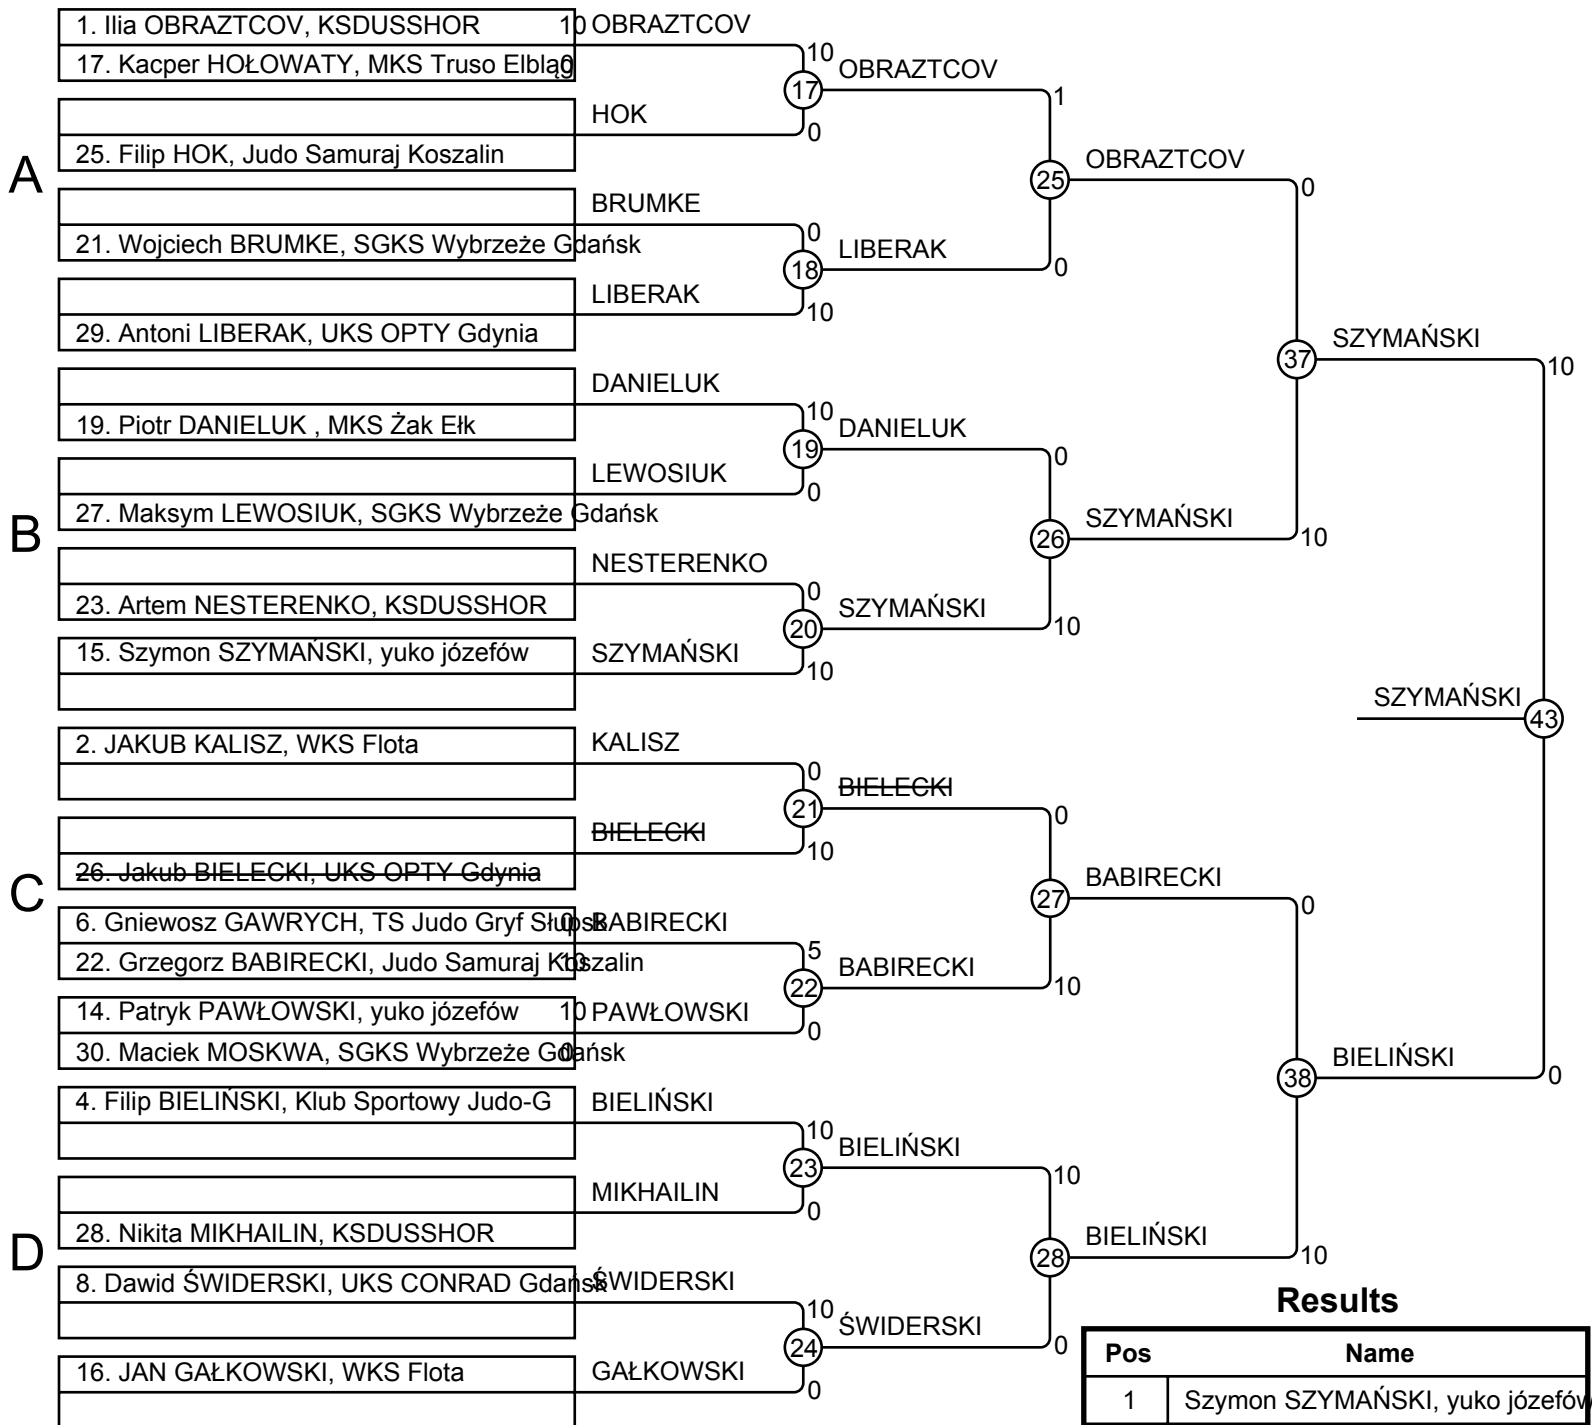 1. Ilia OBRAZTCOV, KSDUSSHOR 10 OBRAZTCOV
17. Kacper HOŁOWATY, MKS Truso Elbląg 0
10
17
OBRAZTCOV
HOK
0
25. Filip HOK, Judo Samuraj Koszalin
A
1
25
OBRAZTCOV
BRUMKE
21. Wojciech BRUMKE, SGKS Wybrzeże Gdańsk
0
18
LIBERAK
0
LIBERAK
10
29. Antoni LIBERAK, UKS OPTY Gdynia
0
37
SZYMAŃSKI
DANIELUK
19. Piotr DANIELUK , MKS Żak Ełk
10
19
DANIELUK
LEWOSIUK
0
27. Maksym LEWOSIUK, SGKS Wybrzeże Gdańsk
B
0
26
SZYMAŃSKI
10
NESTERENKO
23. Artem NESTERENKO, KSDUSSHOR
0
20
SZYMAŃSKI
10
15. Szymon SZYMAŃSKI, yuko józefów SZYMAŃSKI
10
10
SZYMAŃSKI
43
2. JAKUB KALISZ, WKS Flota KALISZ
0
21
BIELECKI
BIELECKI
10
26. Jakub BIELECKI, UKS OPTY Gdynia
C
0
27
BABIRECKI
6. Gniewosz GAWRYCH, TS Judo Gryf Słupsk 0 BABIRECKI
22. Grzegorz BABIRECKI, Judo Samuraj Koszalin 10
5
22
BABIRECKI
10
14. Patryk PAWŁOWSKI, yuko józefów 10 PAWŁOWSKI
0
30. Maciek MOSKWA, SGKS Wybrzeże Gdańsk 0
0
38
BIELIŃSKI
0
4. Filip BIELIŃSKI, Klub Sportowy Judo-G BIELIŃSKI
10
23
BIELIŃSKI
MIKHAILIN
0
28. Nikita MIKHAILIN, KSDUSSHOR
D
10
28
BIELIŃSKI
10
8. Dawid ŚWIDERSKI, UKS CONRAD Gdańsk ŚWIDERSKI
10
24
ŚWIDERSKI
0
16. JAN GAŁKOWSKI, WKS Flota GAŁKOWSKI
0
Results
Pos Name
1 Szymon SZYMAŃSKI, yuko józefów